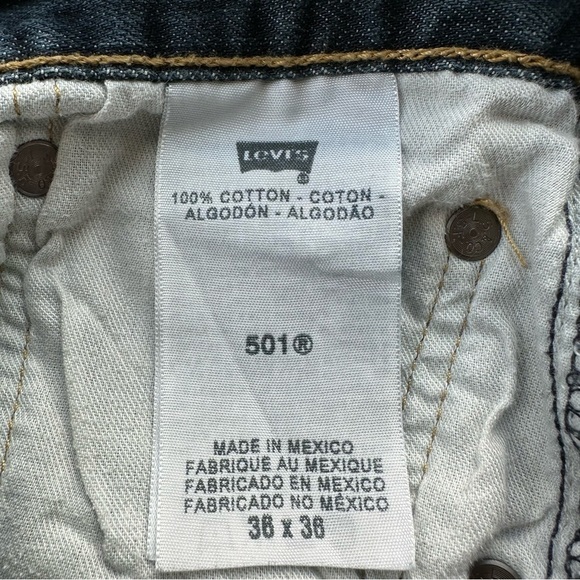 Levi's®
100% COTTON - COTON -
ALGODÓN - ALGODÃO
501®
MADE IN MEXICO
FABRIQUE AU MEXIQUE
FABRICADO EN MEXICO
FABRICADO NO MÉXICO
36 x 36